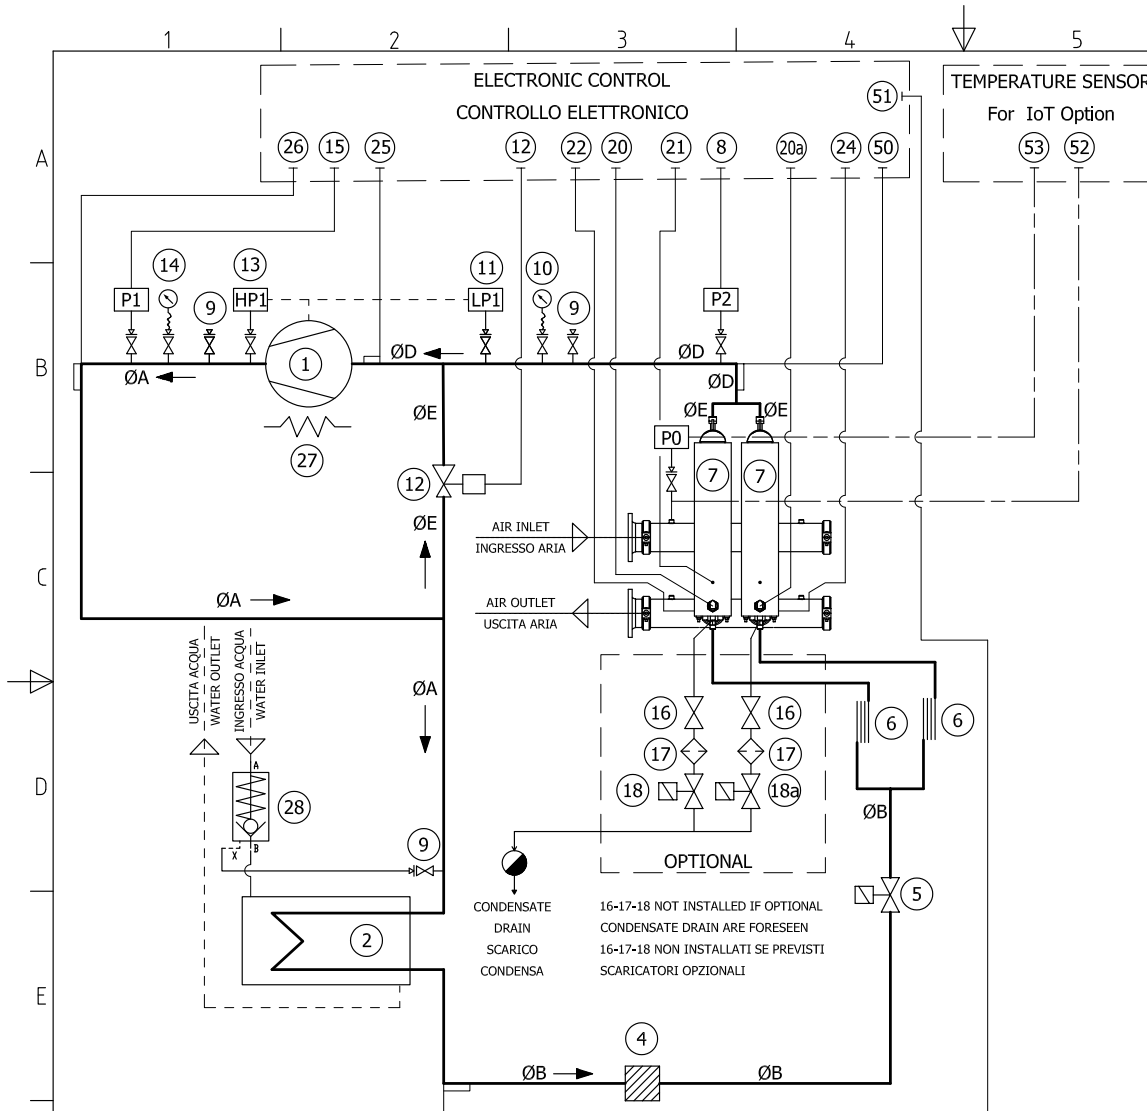 1 2 3 4 5
ELECTRONIC CONTROL
CONTROLLO ELETTRONICO
51
TEMPERATURE SENSOR
For IoT Option
A
26 15 25 12 22 20 21 8 20a 24 50 53 52
14 13 11 10
P1 9 HP1 LP1 9 P2
B
1
ØA ØD ØD
ØD
ØE ØE ØE
27
P0
12 7 7
ØE
AIR INLET
INGRESSO ARIA
C
ØA
AIR OUTLET
USCITA ARIA
USCITA ACQUA
WATER OUTLET
INGRESSO ACQUA
WATER INLET
ØA
16 16 6 6
17 17
A
D
18 18a
28
ØB
X B
9
OPTIONAL
5
CONDENSATE
DRAIN
SCARICO
CONDENSA
16-17-18 NOT INSTALLED IF OPTIONAL
CONDENSATE DRAIN ARE FORESEEN
16-17-18 NON INSTALLATI SE PREVISTI
SCARICATORI OPZIONALI
2
E
4
ØB ØB